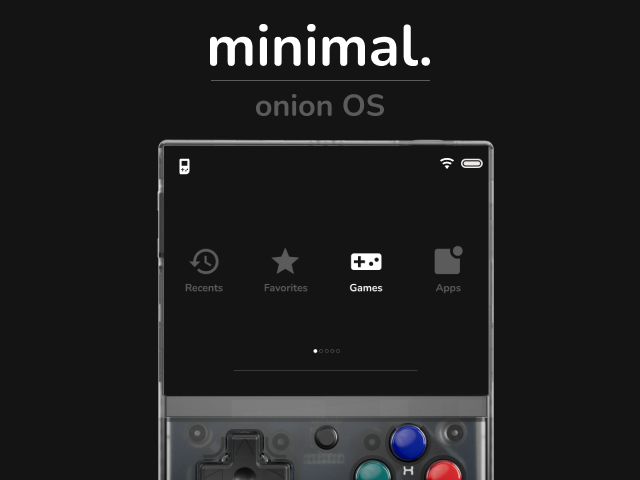 minimal.
onion OS
Recents
Favorites
Games
Apps